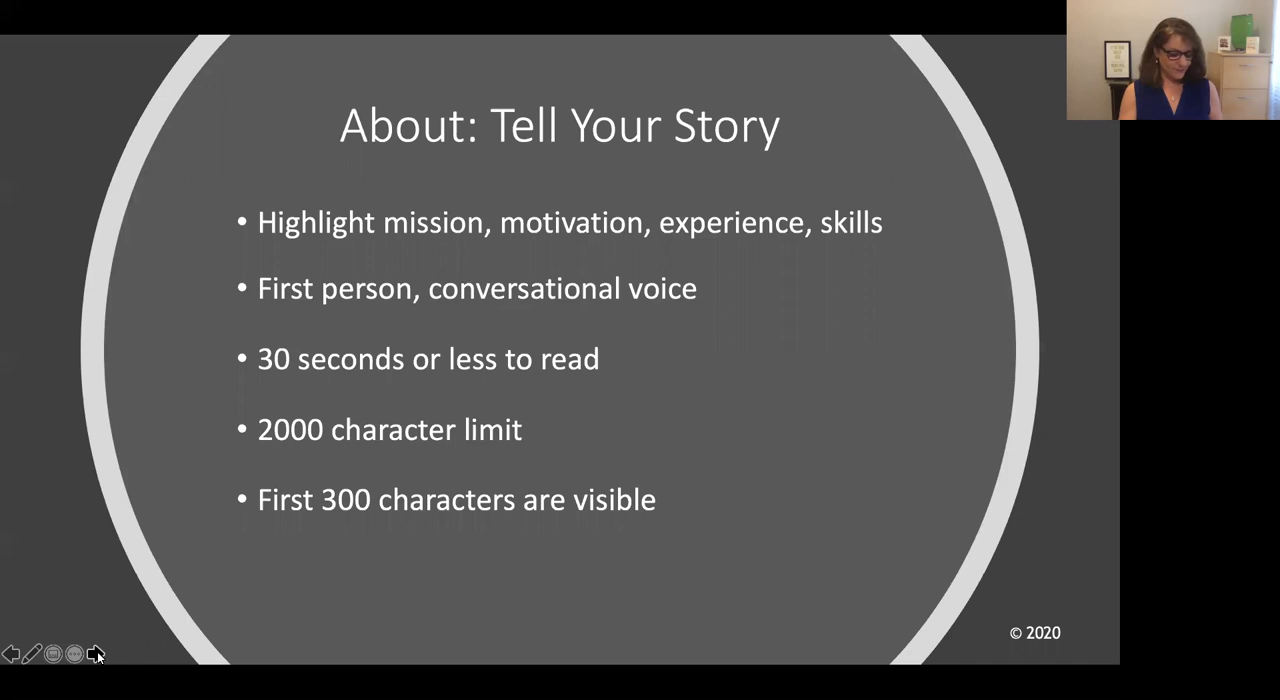 About: Tell Your Story
• Highlight mission, motivation, experience, skills
• First person, conversational voice
• 30 seconds or less to read
• 2000 character limit
• First 300 characters are visible
© 2020